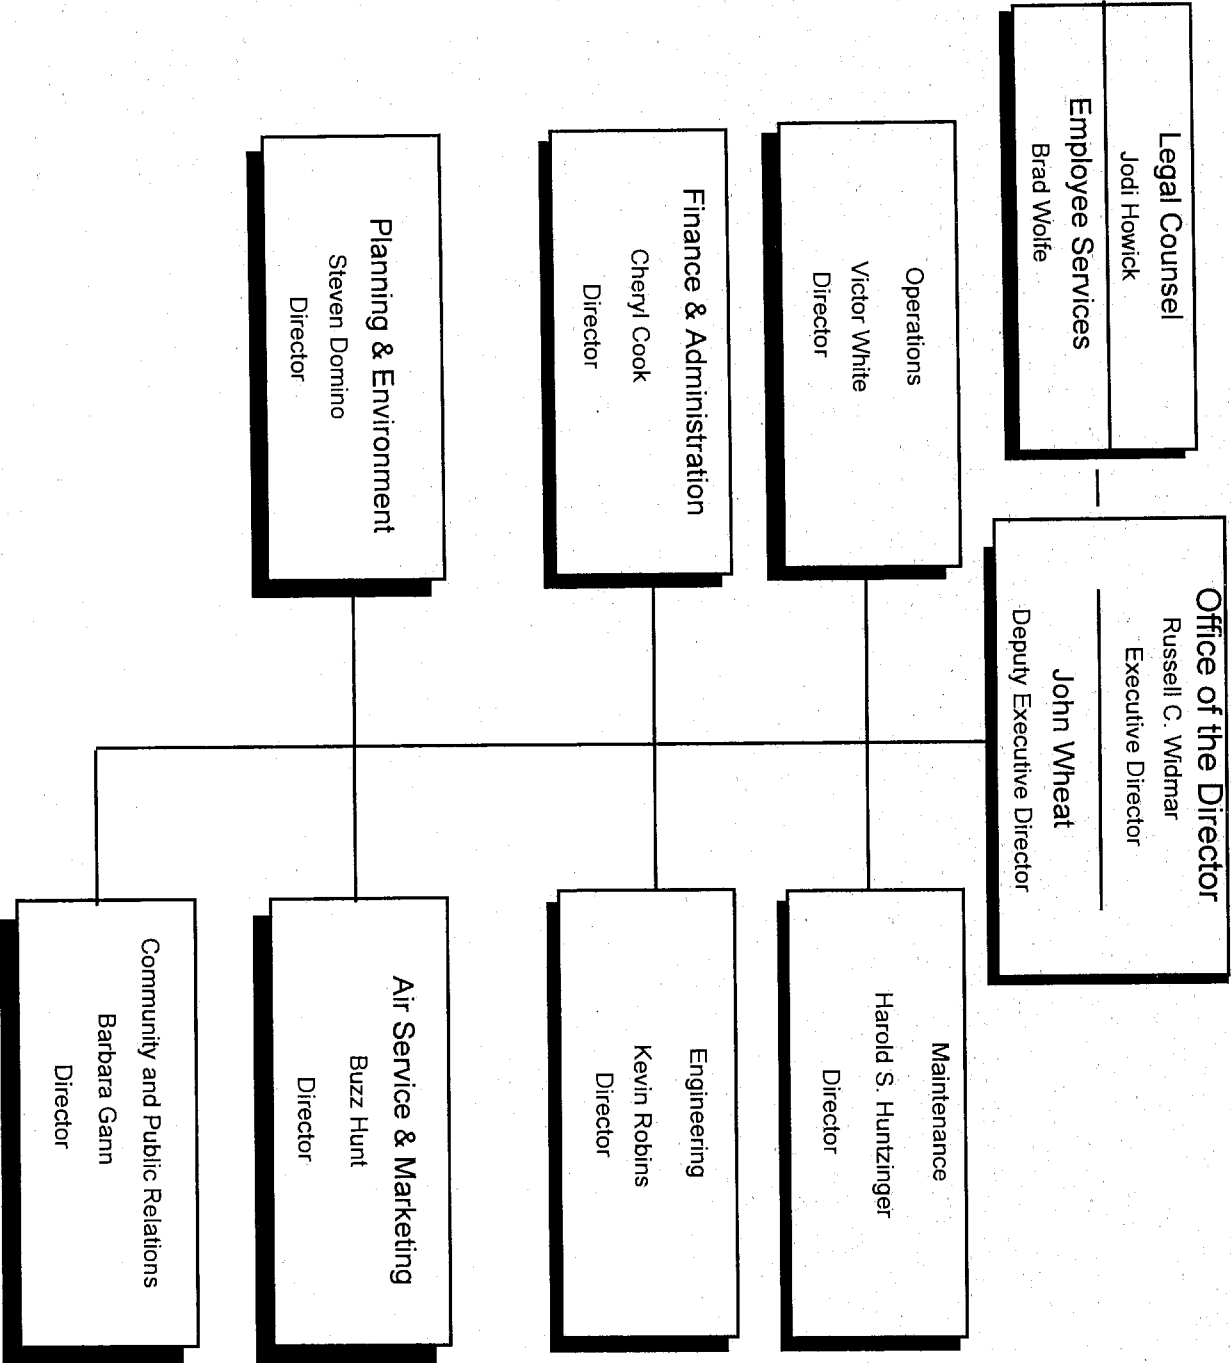 Legal Counsel
Jodi Howick
Employee Services
Brad Wolfe
Office of the Director
Russell C. Widmar
Executive Director
John Wheat
Deputy Executive Director
Operations
Victor White
Director
Maintenance
Harold S. Huntzinger
Director
Finance & Administration
Cheryl Cook
Director
Engineering
Kevin Robins
Director
Planning & Environment
Steven Domino
Director
Air Service & Marketing
Buzz Hunt
Director
Community and Public Relations
Barbara Gann
Director